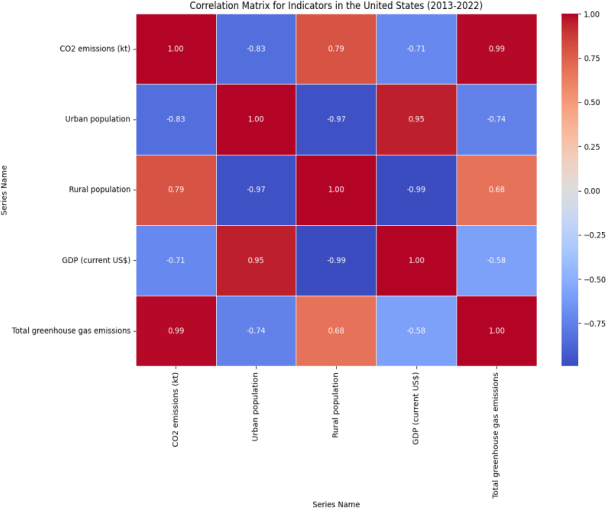 Correlation Matrix for Indicators in the United States (2013-2022)
CO2 emissions (kt)
1.00
-0.83
0.79
-0.71
0.99
Urban population
-0.83
1.00
-0.97
0.95
-0.74
Rural population
0.79
-0.97
1.00
-0.99
0.68
GDP (current US$)
-0.71
0.95
-0.99
1.00
-0.58
Total greenhouse gas emissions
0.99
-0.74
0.68
-0.58
1.00
Series Name
CO2 emissions (kt)
Urban population
Rural population
GDP (current US$)
Total greenhouse gas emissions
Series Name
1.00
0.75
0.50
0.25
0.00
−0.25
−0.50
−0.75